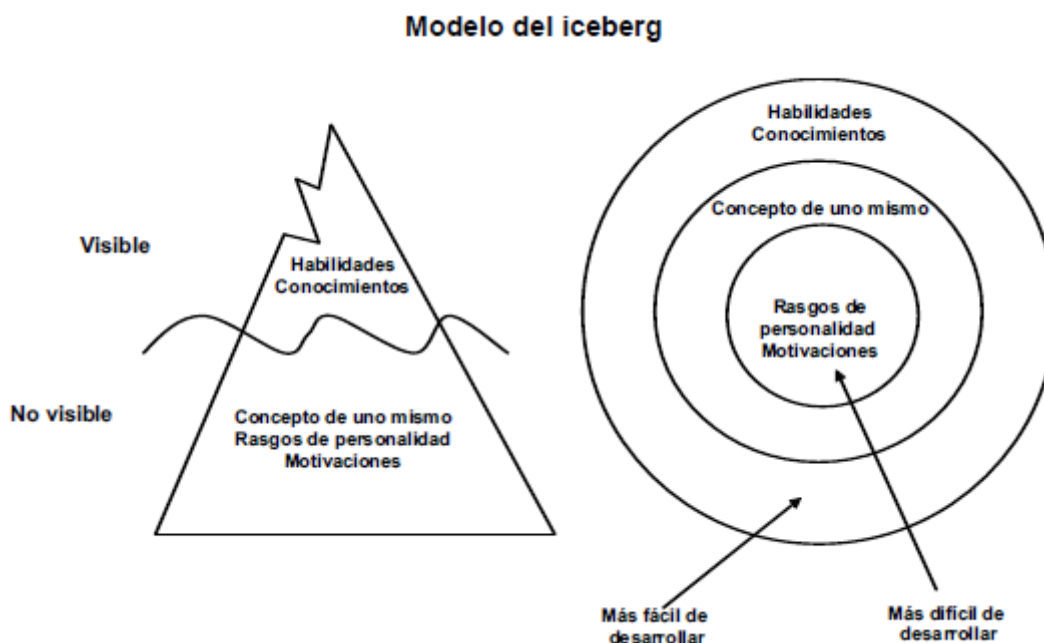 Modelo del iceberg
Visible
Habilidades
Conocimientos
No visible
Concepto de uno mismo
Rasgos de personalidad
Motivaciones
Habilidades
Conocimientos
Concepto de uno mismo
Rasgos de
personalidad
Motivaciones
Más fácil de
desarrollar
Más difícil de
desarrollar